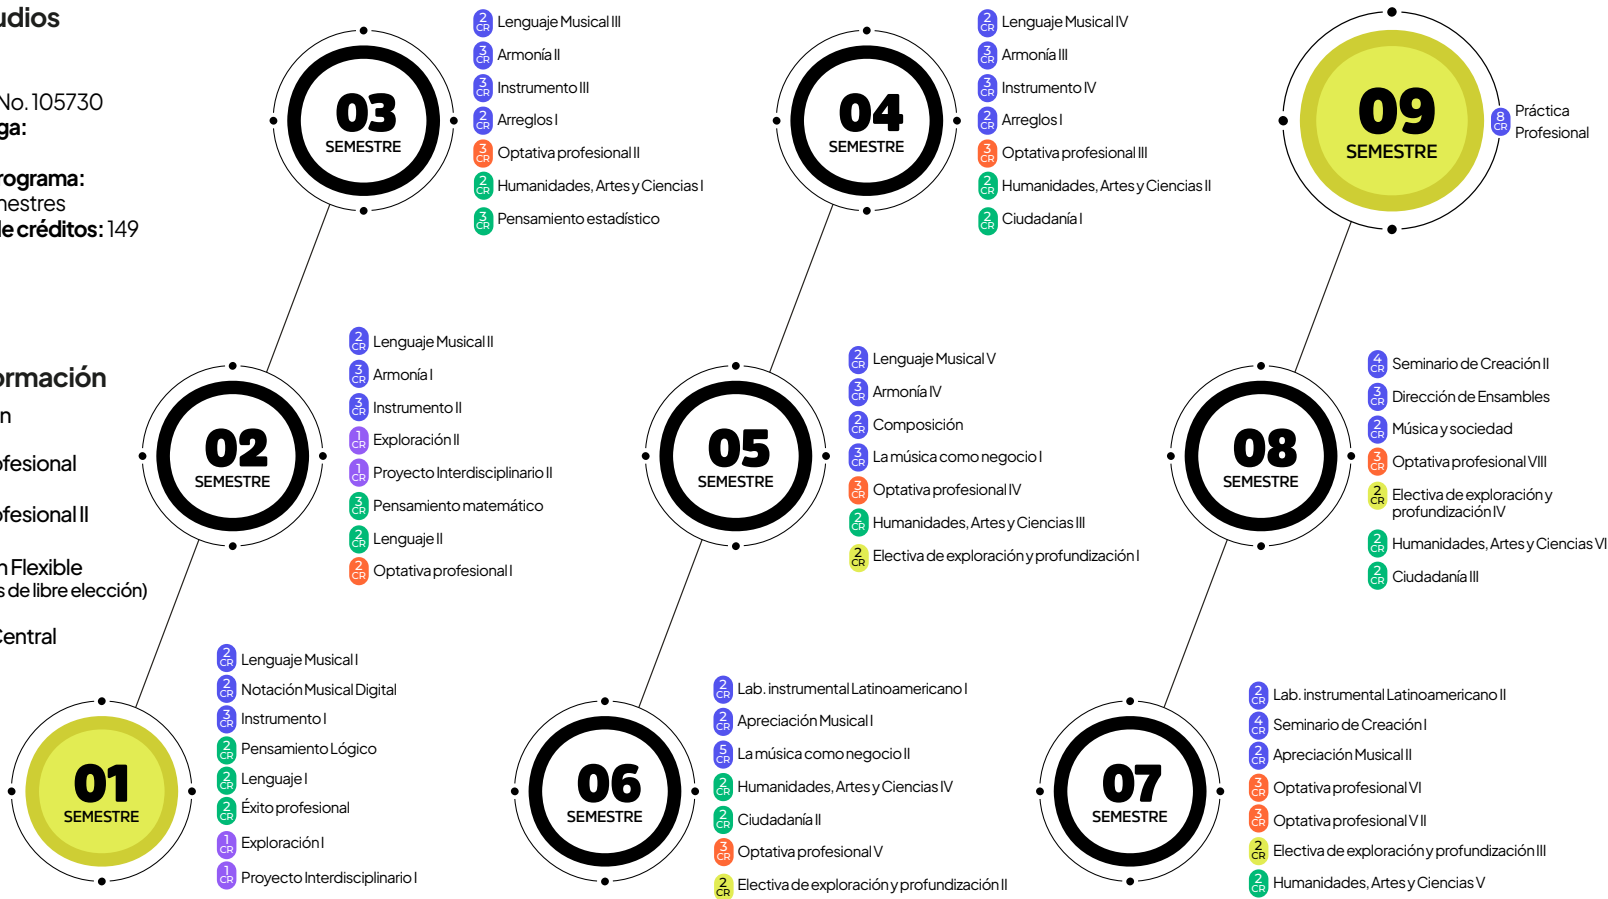 udios
No. 105730
ga:
rograma:
nestres
le créditos: 149
ormación
n
ofesional
ofesional II
n Flexible
s de libre elección)
Central
01
SEMESTRE
2 CR Lenguaje Musical I
2 CR Notación Musical Digital
3 CR Instrumento I
2 CR Pensamiento Lógico
2 CR Lenguaje I
2 CR Éxito profesional
1 CR Exploración I
1 CR Proyecto Interdisciplinario I
02
SEMESTRE
2 CR Lenguaje Musical II
3 CR Armonía I
3 CR Instrumento II
1 CR Exploración II
1 CR Proyecto Interdisciplinario II
3 CR Pensamiento matemático
2 CR Lenguaje II
2 CR Optativa profesional I
03
SEMESTRE
2 CR Lenguaje Musical III
3 CR Armonía II
3 CR Instrumento III
2 CR Arreglos I
3 CR Optativa profesional II
2 CR Humanidades, Artes y Ciencias I
3 CR Pensamiento estadístico
04
SEMESTRE
2 CR Lenguaje Musical IV
3 CR Armonía III
3 CR Instrumento IV
2 CR Arreglos I
3 CR Optativa profesional III
2 CR Humanidades, Artes y Ciencias II
2 CR Ciudadanía I
05
SEMESTRE
2 CR Lenguaje Musical V
3 CR Armonía IV
2 CR Composición
3 CR La música como negocio I
3 CR Optativa profesional IV
2 CR Humanidades, Artes y Ciencias III
2 CR Electiva de exploración y profundización I
06
SEMESTRE
2 CR Lab. instrumental Latinoamericano I
2 CR Apreciación Musical I
5 CR La música como negocio II
2 CR Humanidades, Artes y Ciencias IV
2 CR Ciudadanía II
3 CR Optativa profesional V
2 CR Electiva de exploración y profundización II
07
SEMESTRE
2 CR Lab. instrumental Latinoamericano II
4 CR Seminario de Creación I
2 CR Apreciación Musical II
3 CR Optativa profesional VI
3 CR Optativa profesional V II
2 CR Electiva de exploración y profundización III
2 CR Humanidades, Artes y Ciencias V
08
SEMESTRE
4 CR Seminario de Creación II
3 CR Dirección de Ensambles
2 CR Música y sociedad
3 CR Optativa profesional VIII
2 CR Electiva de exploración y
profundización IV
2 CR Humanidades, Artes y Ciencias VI
2 CR Ciudadanía III
09
SEMESTRE
8 CR Práctica
Profesional